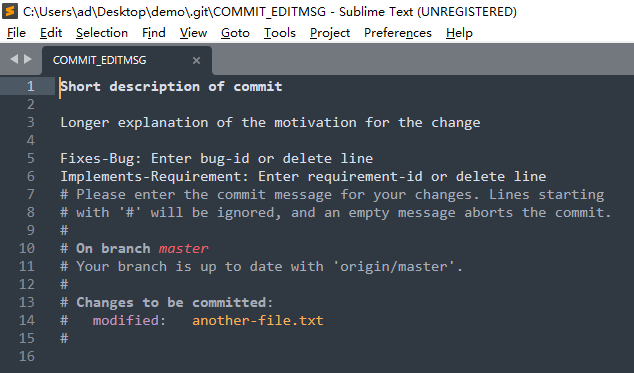 C:\Users\ad\Desktop\demo\.git\COMMIT_EDITMSG - Sublime Text (UNREGISTERED)
File Edit Selection Find View Goto Tools Project Preferences Help
COMMIT_EDITMSG ×
1 Short description of commit
2
3 Longer explanation of the motivation for the change
4
5 Fixes-Bug: Enter bug-id or delete line
6 Implements-Requirement: Enter requirement-id or delete line
7 # Please enter the commit message for your changes. Lines starting
8 # with '#' will be ignored, and an empty message aborts the commit.
9 #
10 # On branch master
11 # Your branch is up to date with 'origin/master'.
12 #
13 # Changes to be committed:
14 #   modified:   another-file.txt
15 #
16